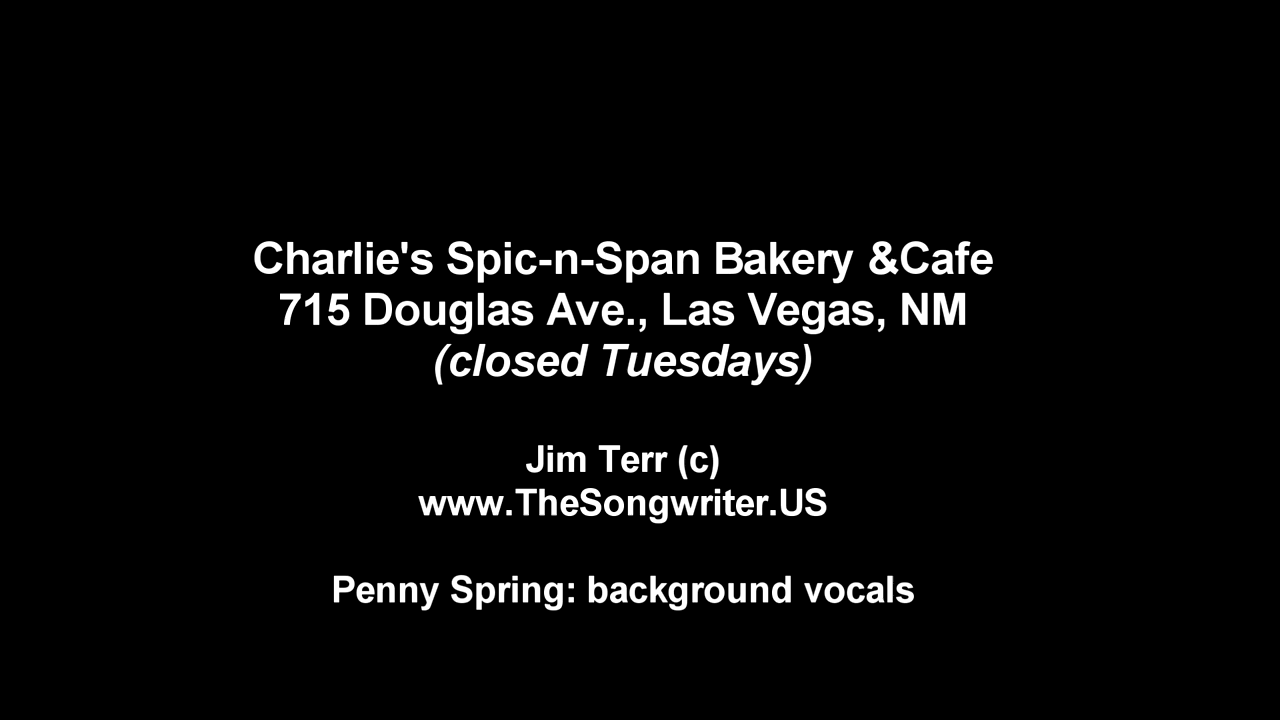 Charlie's Spic-n-Span Bakery &Cafe
715 Douglas Ave., Las Vegas, NM
(closed Tuesdays)
Jim Terr (c)
www.TheSongwriter.US
Penny Spring: background vocals